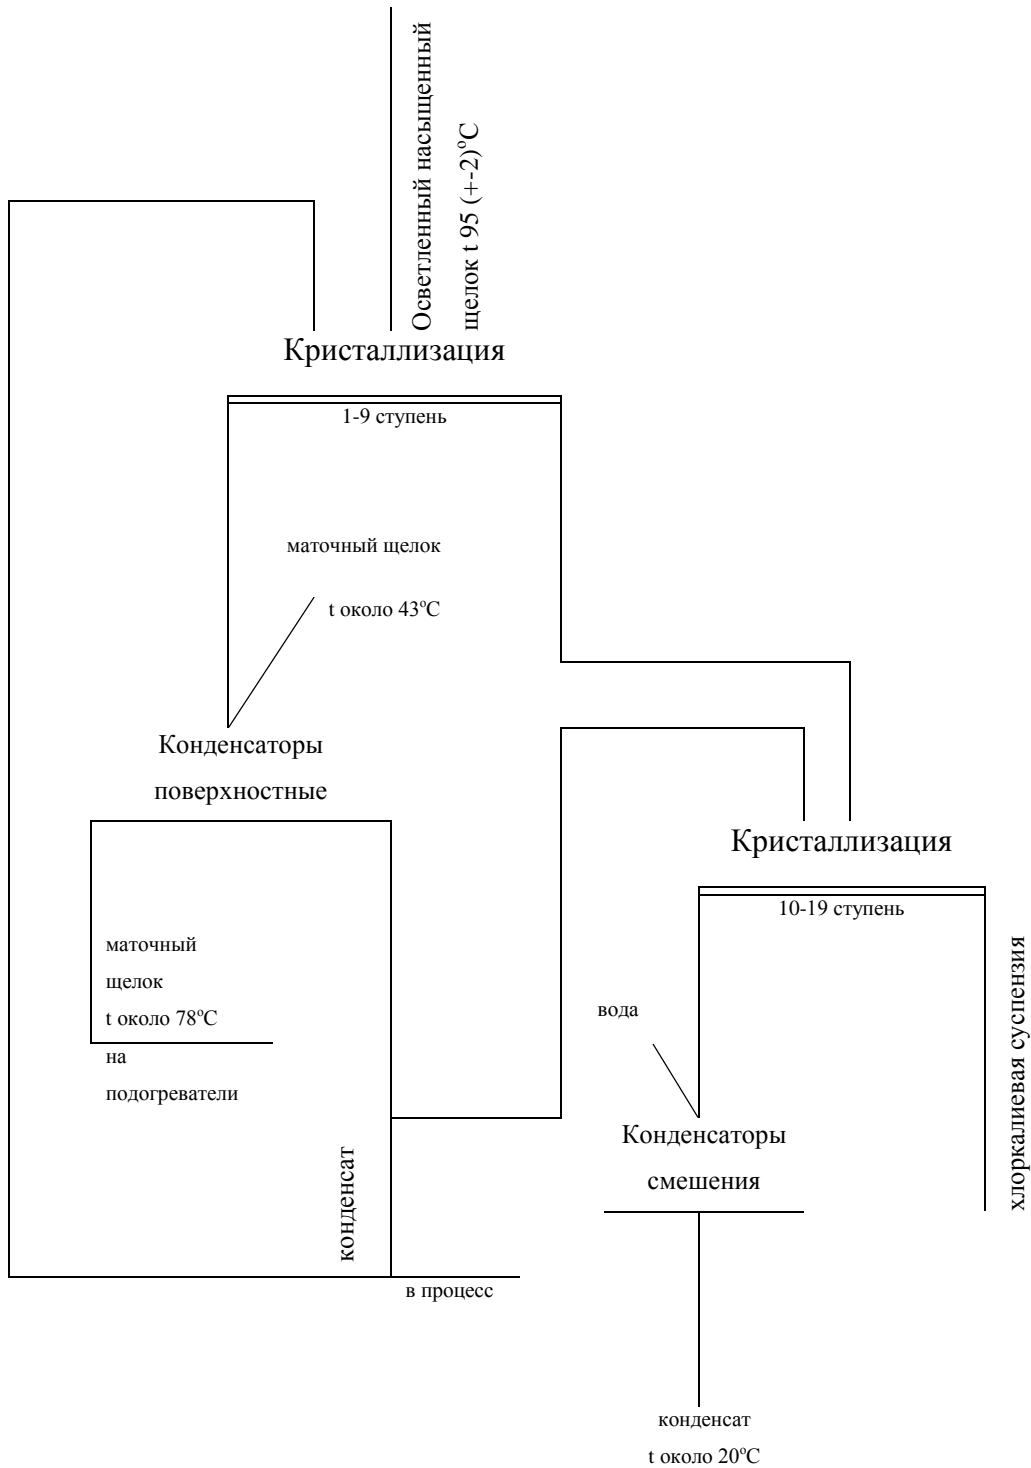 Осветленный насыщенный
щелок t 95 (+-2)°С
Кристаллизация
1-9 ступень
маточный щелок
t около 43°С
Конденсаторы
поверхностные
Кристаллизация
10-19 ступень
маточный
щелок
t около 78°С
на
подогреватели
вода
хлоркалиевая суспензия
Конденсаторы
смешения
конденсат
в процесс
конденсат
t около 20°С